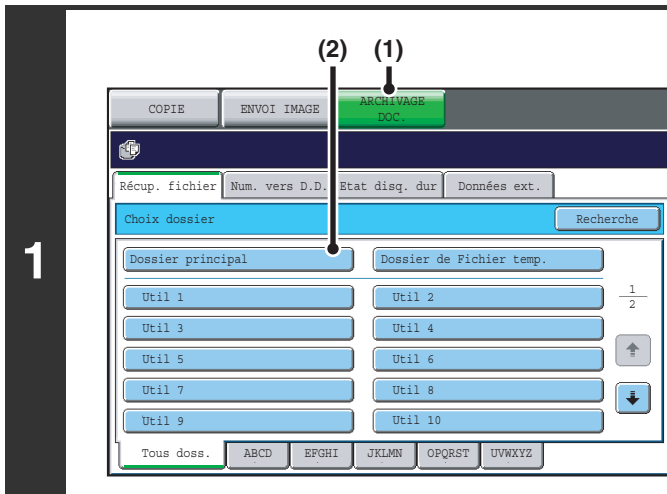 1
(2) (1)
COPIE ENVOI IMAGE ARCHIVAGE
DOC.
Récup. fichier Num. vers D.D. Etat disq. dur Données ext.
Choix dossier Recherche
Dossier principal Dossier de Fichier temp.
Util 1 Util 2 1
2
Util 3 Util 4
Util 5 Util 6
Util 7 Util 8
Util 9 Util 10
Tous doss. ABCD EFGHI JKLMN OPQRST UVWXYZ